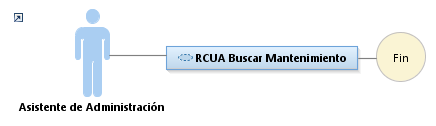 RCUA Buscar Mantenimiento
Fin
Asistente de Administración